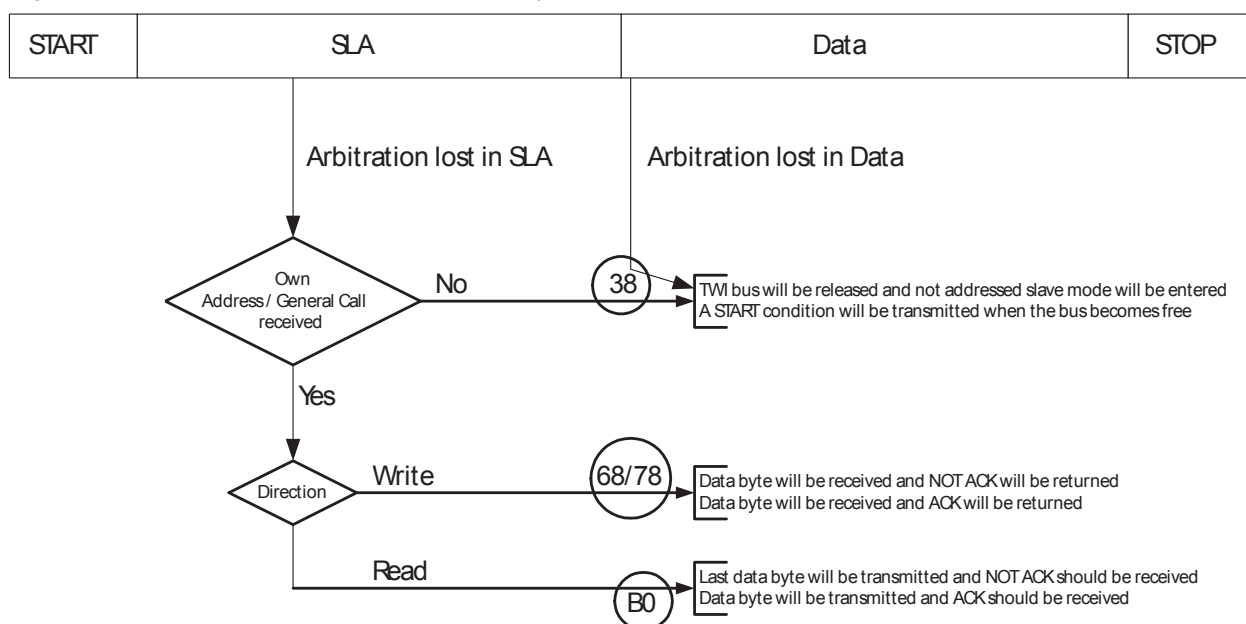 START SLA Data STOP
Arbitration lost in SLA Arbitration lost in Data
Own
Address / General Call
received
No
38
TWI bus will be released and not addressed slave mode will be entered
A START condition will be transmitted when the bus becomes free
Yes
Direction
Write
68/78
Data byte will be received and NOT ACK will be returned
Data byte will be received and ACK will be returned
Read
B0
Last data byte will be transmitted and NOT ACK should be received
Data byte will be transmitted and ACK should be received